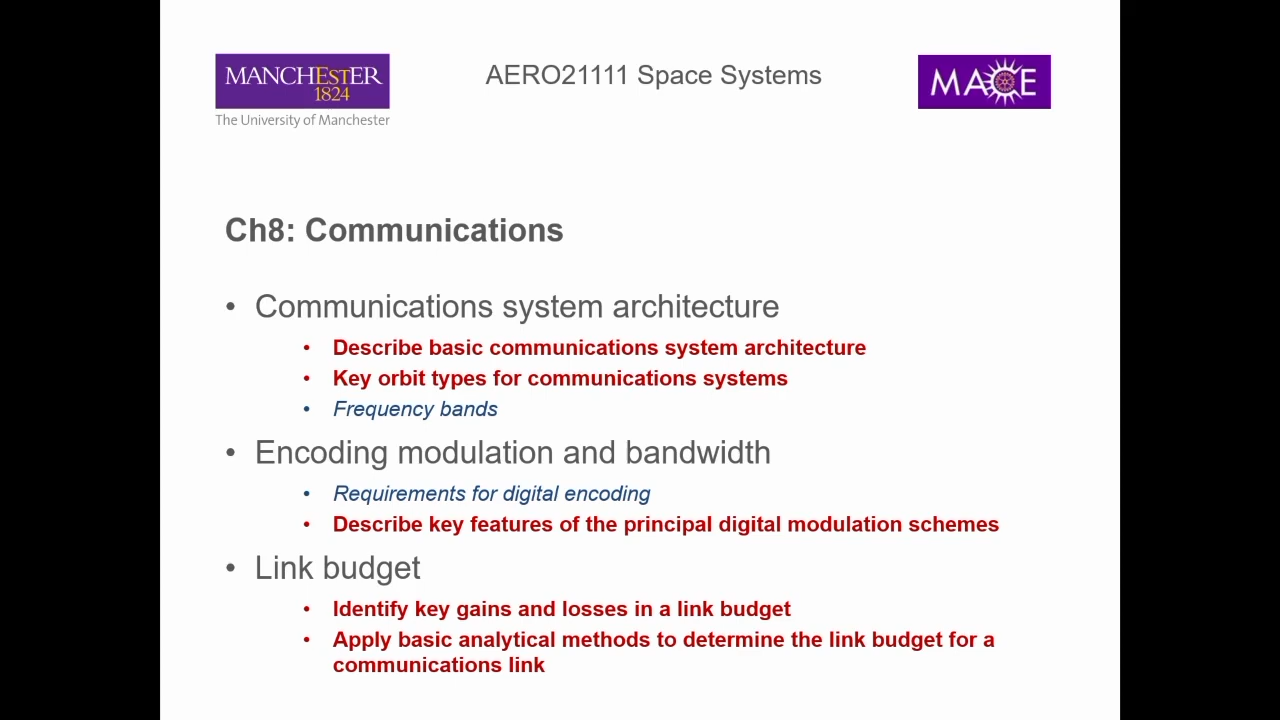 MANCHESTER
1824
The University of Manchester
AERO21111 Space Systems
MACE
Ch8: Communications
• Communications system architecture
• Describe basic communications system architecture
• Key orbit types for communications systems
• Frequency bands
• Encoding modulation and bandwidth
• Requirements for digital encoding
• Describe key features of the principal digital modulation schemes
• Link budget
• Identify key gains and losses in a link budget
• Apply basic analytical methods to determine the link budget for a
communications link